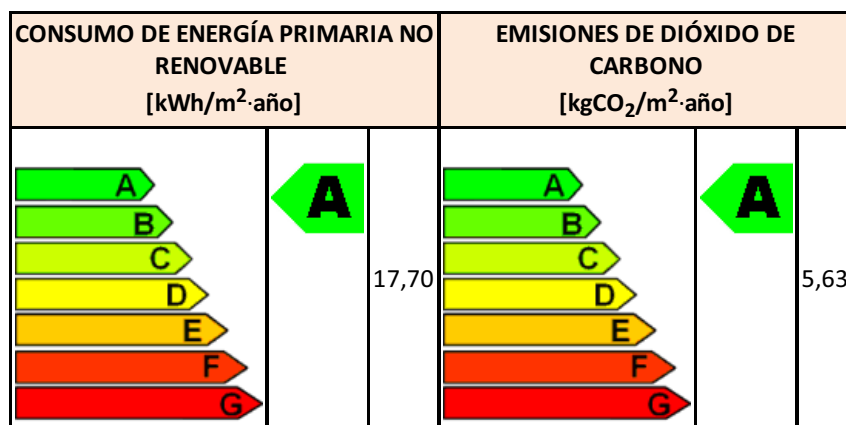 CONSUMO DE ENERGÍA PRIMARIA NO
RENOVABLE
[kWh/m²·año]
EMISIONES DE DIÓXIDO DE
CARBONO
[kgCO₂/m²·año]
A
B
C
D
E
F
G
A
17,70
A
B
C
D
E
F
G
A
5,63